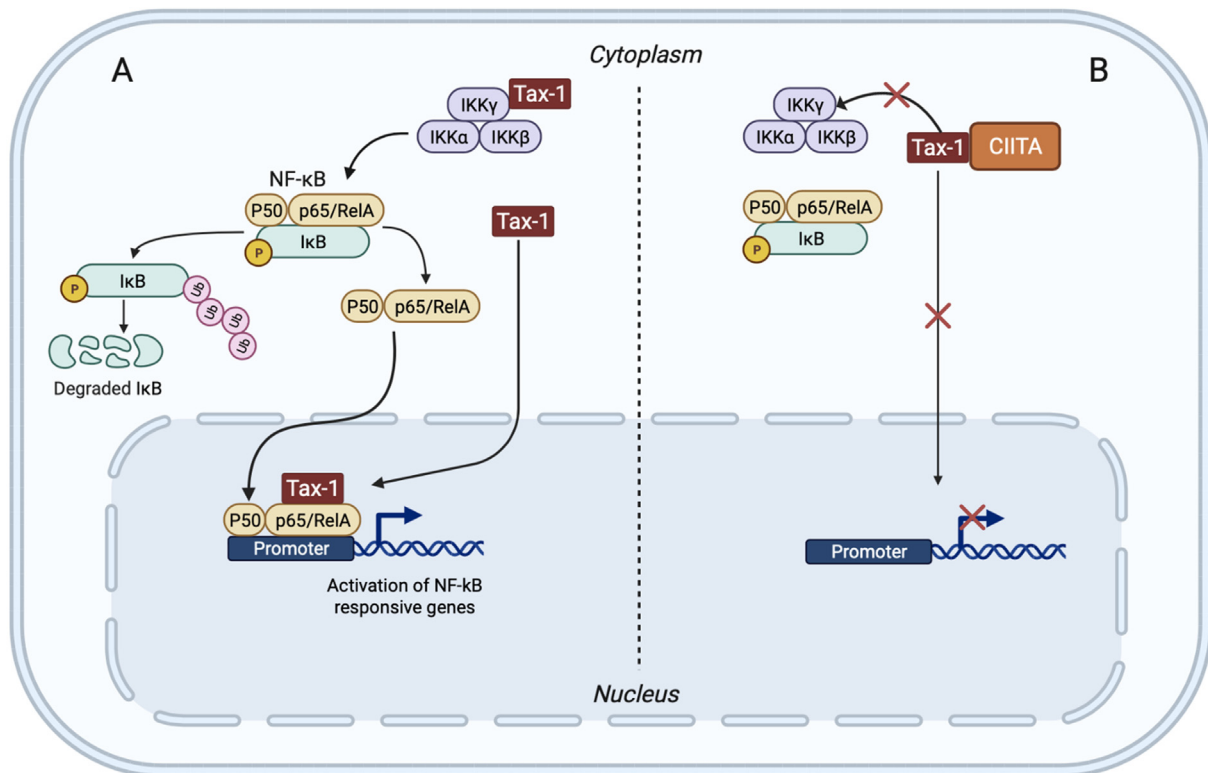 Cytoplasm
A
IKKγ
Tax-1
IKKα
IKKβ
NF-κB
P50
p65/RelA
IκB
P
Tax-1
P
IκB
Ub
Ub
Ub
Ub
Degraded IκB
P50
p65/RelA
Tax-1
P50
p65/RelA
Promoter
Activation of NF-kB
responsive genes
B
IKKγ
IKKα
IKKβ
Tax-1
CIITA
P50
p65/RelA
IκB
P
Promoter
Nucleus